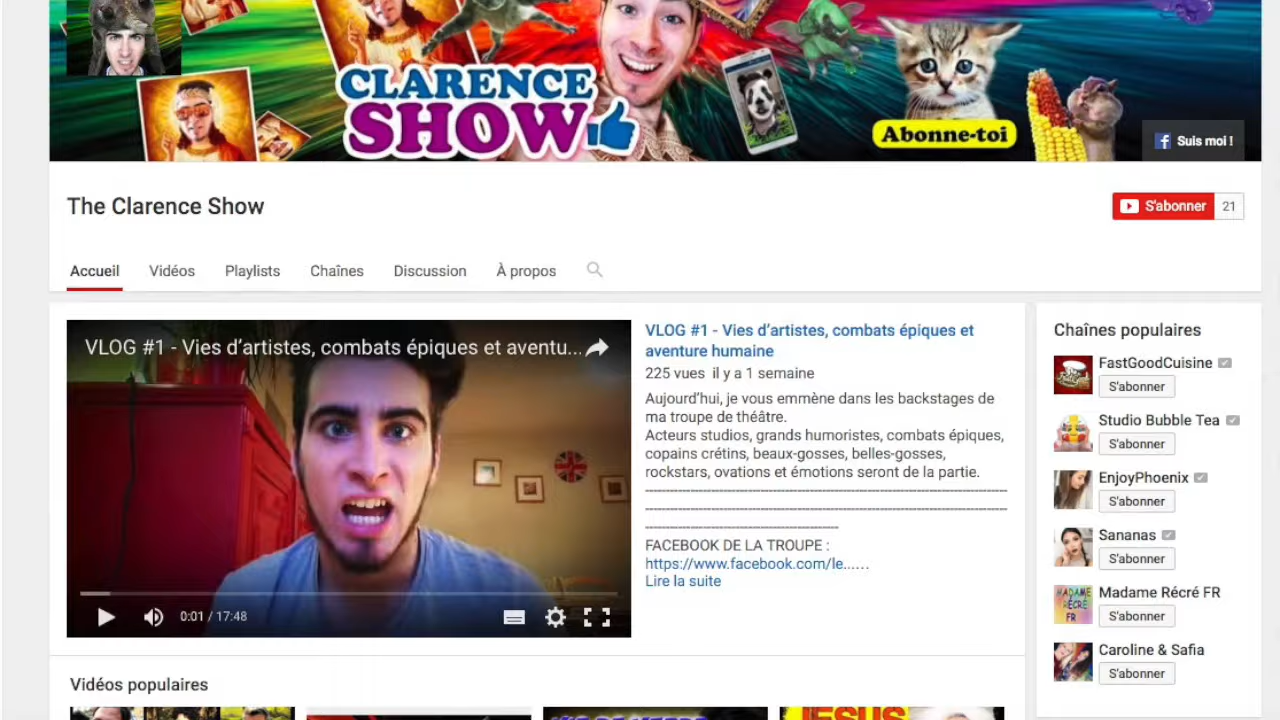 CLARENCE
SHOW
Abonne-toi
Suis moi !
The Clarence Show
S'abonner 21
Accueil Vidéos Playlists Chaînes Discussion À propos
VLOG #1 - Vies d'artistes, combats épiques et aventu...
0:01 / 17:48
VLOG #1 - Vies d'artistes, combats épiques et
aventure humaine
225 vues il y a 1 semaine
Aujourd'hui, je vous emmène dans les backstages de
ma troupe de théâtre.
Acteurs studios, grands humoristes, combats épiques,
copains crétins, beaux-gosses, belles-gosses,
rockstars, ovations et émotions seront de la partie.
FACEBOOK DE LA TROUPE :
https://www.facebook.com/le......
Lire la suite
Chaînes populaires
FastGoodCuisine
S'abonner
Studio Bubble Tea
S'abonner
EnjoyPhoenix
S'abonner
Sananas
S'abonner
Madame Récré FR
S'abonner
Caroline & Safia
S'abonner
MADAME
RÉCRÉ
FR
Vidéos populaires
JESUS